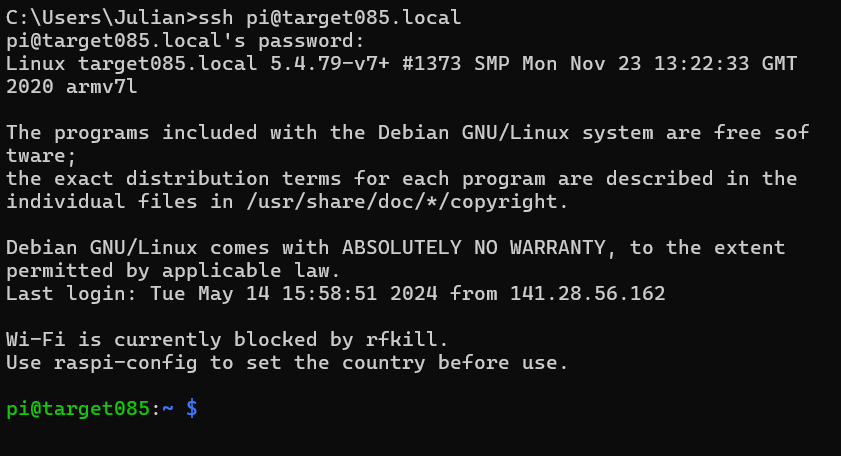 C:\Users\Julian>ssh pi@target085.local
pi@target085.local's password:
Linux target085.local 5.4.79-v7+ #1373 SMP Mon Nov 23 13:22:33 GMT
2020 armv7l
The programs included with the Debian GNU/Linux system are free sof
tware;
the exact distribution terms for each program are described in the
individual files in /usr/share/doc/*/copyright.
Debian GNU/Linux comes with ABSOLUTELY NO WARRANTY, to the extent
permitted by applicable law.
Last login: Tue May 14 15:58:51 2024 from 141.28.56.162
Wi-Fi is currently blocked by rfkill.
Use raspi-config to set the country before use.
pi@target085:~ $